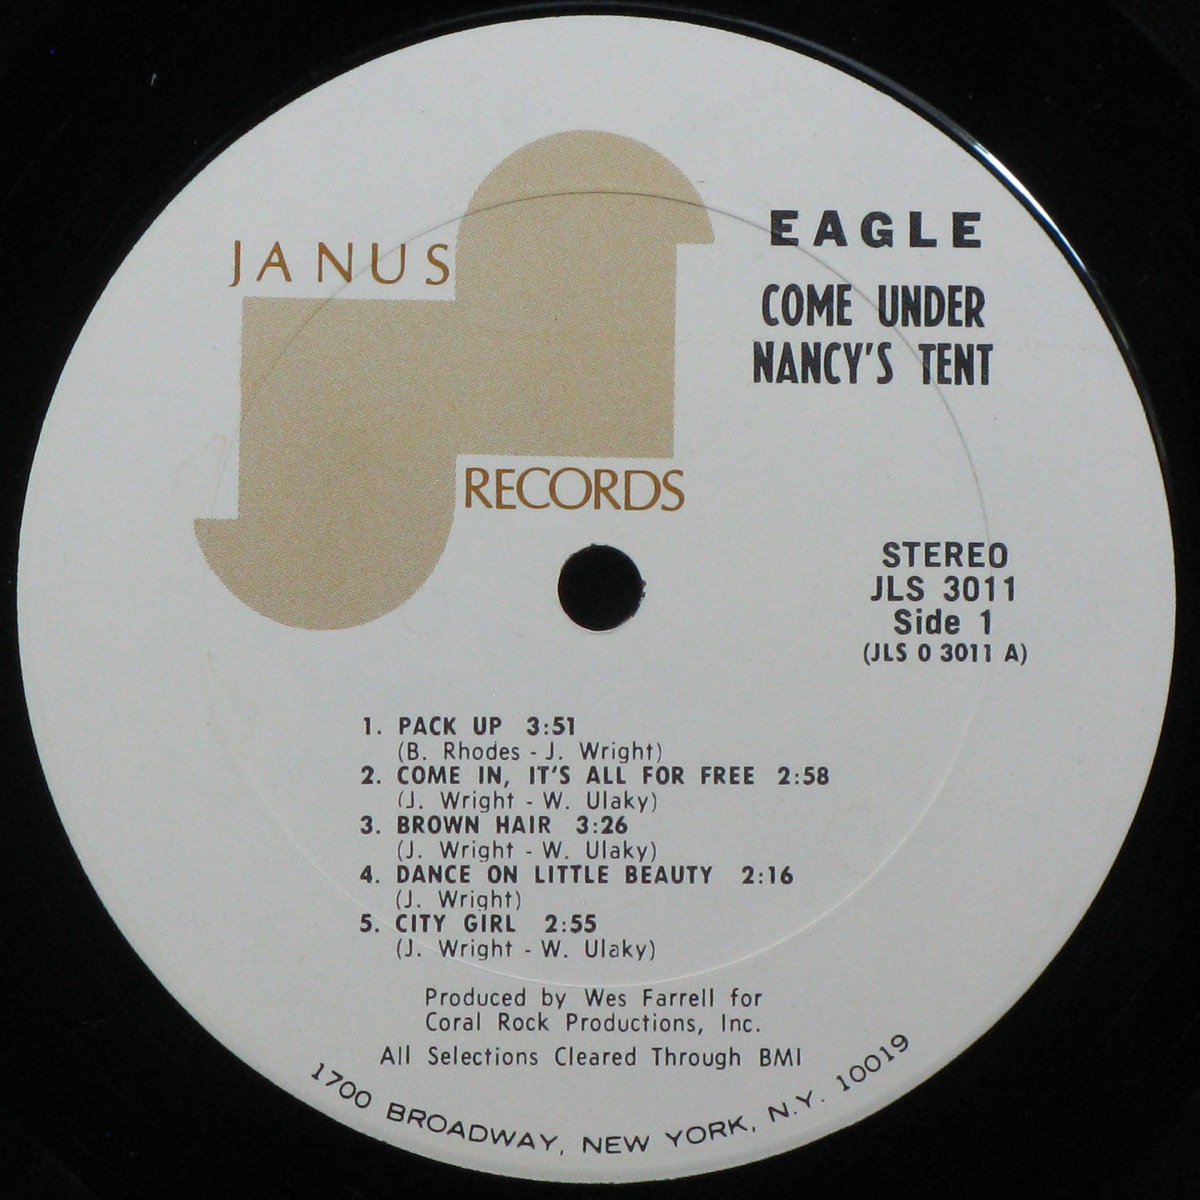 JANUS
RECORDS
EAGLE
COME UNDER
NANCY'S TENT
STEREO
JLS 3011
Side 1
(JLS 0 3011 A)
1. PACK UP 3:51
(B. Rhodes - J. Wright)
2. COME IN, IT'S ALL FOR FREE 2:58
(J. Wright - W. Ulaky)
3. BROWN HAIR 3:26
(J. Wright - W. Ulaky)
4. DANCE ON LITTLE BEAUTY 2:16
(J. Wright)
5. CITY GIRL 2:55
(J. Wright - W. Ulaky)
Produced by Wes Farrell for
Coral Rock Productions, Inc.
All Selections Cleared Through BMI
1700 BROADWAY, NEW YORK, N.Y. 10019